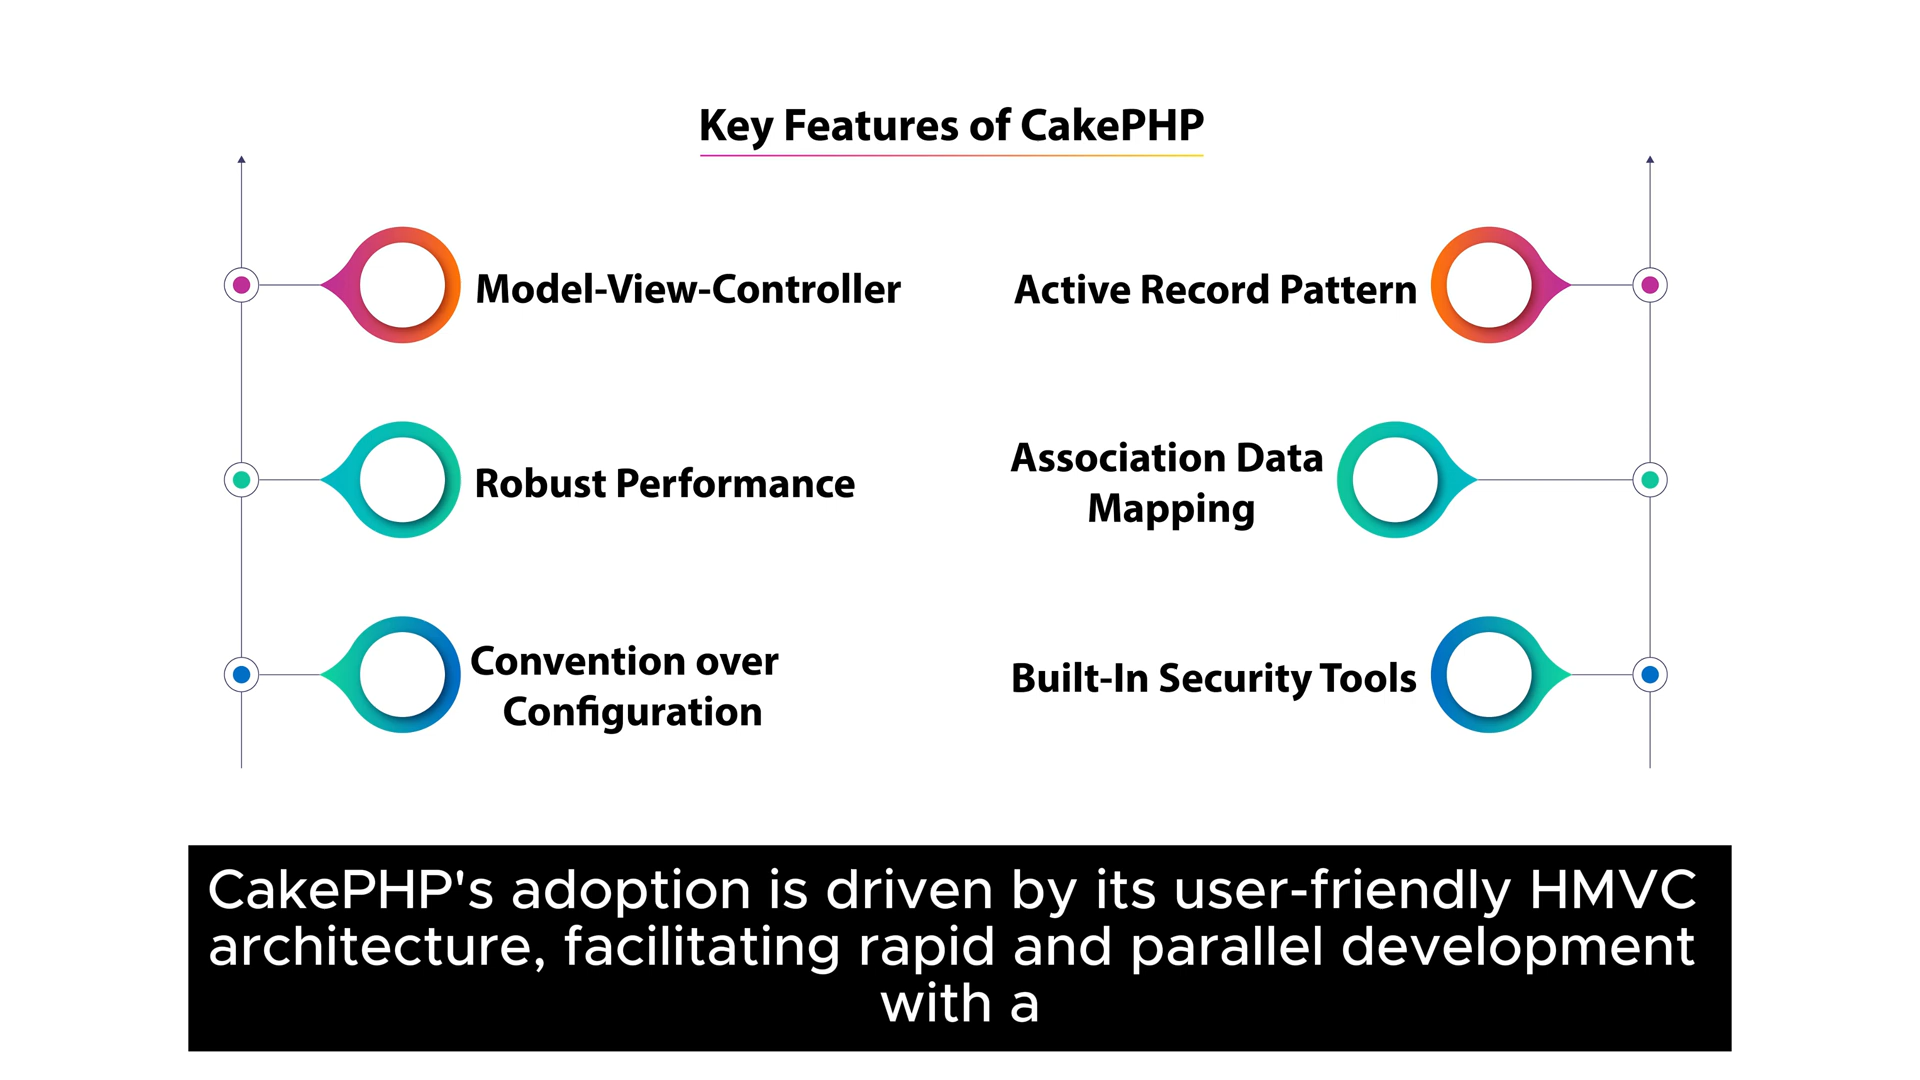 Key Features of CakePHP
Model-View-Controller
Robust Performance
Convention over
Configuration
Active Record Pattern
Association Data
Mapping
Built-In Security Tools
CakePHP's adoption is driven by its user-friendly HMVC
architecture, facilitating rapid and parallel development
with a